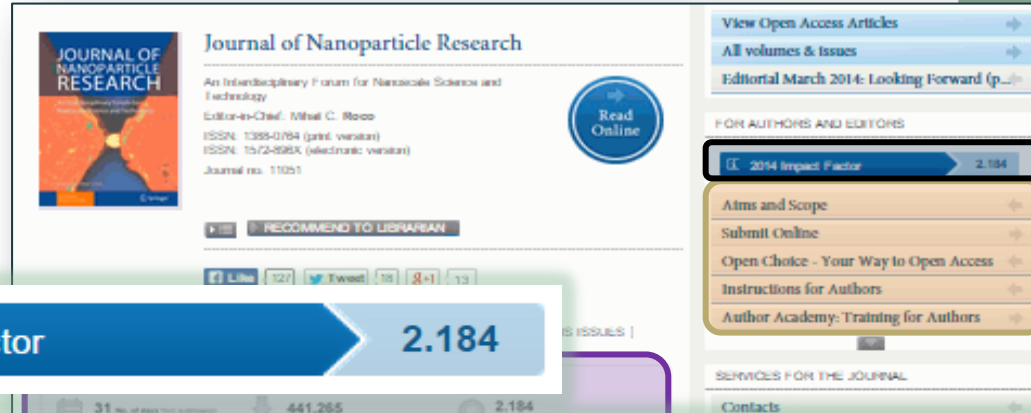 JOURNAL OF
NANOPARTICLE
RESEARCH
Springer
Journal of Nanoparticle Research
An Interdisciplinary Forum for Nanoscale Science and
Technology
Editor-in-Chief: Mihail C. Roco
ISSN: 1388-0764 (print version)
ISSN: 1572-896X (electronic version)
Journal no. 11051
Read
Online
RECOMMEND TO LIBRARIAN
Like 127 Tweet 18 g+1 13
S ISSUES ]
tor 2.184
31 441,265 2.184
View Open Access Articles
All volumes & issues
Editorial March 2014: Looking Forward (p...
FOR AUTHORS AND EDITORS
2014 Impact Factor 2.184
Aims and Scope
Submit Online
Open Choice - Your Way to Open Access
Instructions for Authors
Author Academy: Training for Authors
SERVICES FOR THE JOURNAL
Contacts